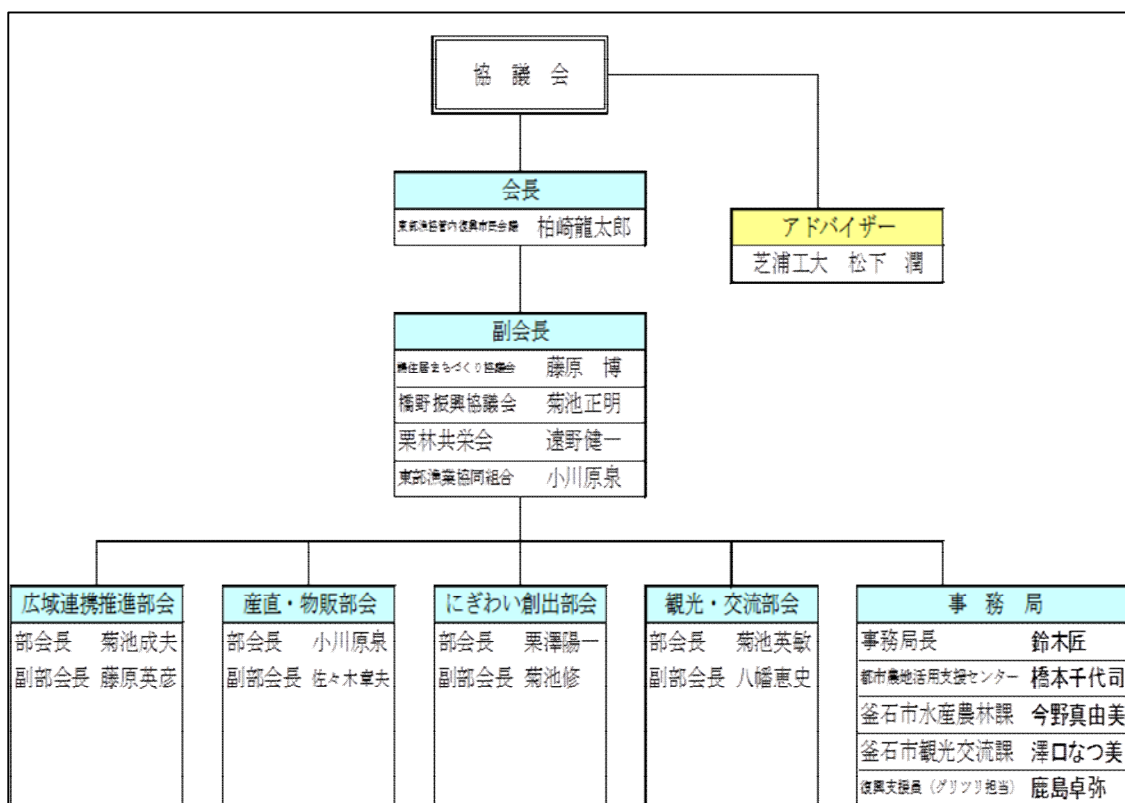 協 議 会
会長
東部漁協管内復興市民会議 柏崎龍太郎
アドバイザー
芝浦工大 松下 潤
副会長
鵜住居まちづくり協議会 藤原 博
橋野振興協議会 菊池正明
栗林共栄会 遠野健一
東部漁業協同組合 小川原泉
広域連携推進部会
部会長 菊池成夫
副部会長 藤原英彦
産直・物販部会
部会長 小川原泉
副部会長 佐々木章夫
にぎわい創出部会
部会長 栗澤陽一
副部会長 菊池修
観光・交流部会
部会長 菊池英敏
副部会長 八幡恵史
事 務 局
事務局長 鈴木匠
都市農地活用支援センター 橋本千代司
釜石市水産農林課 今野真由美
釜石市観光交流課 澤口なつ美
復興支援員（グリツリ担当） 鹿島卓弥